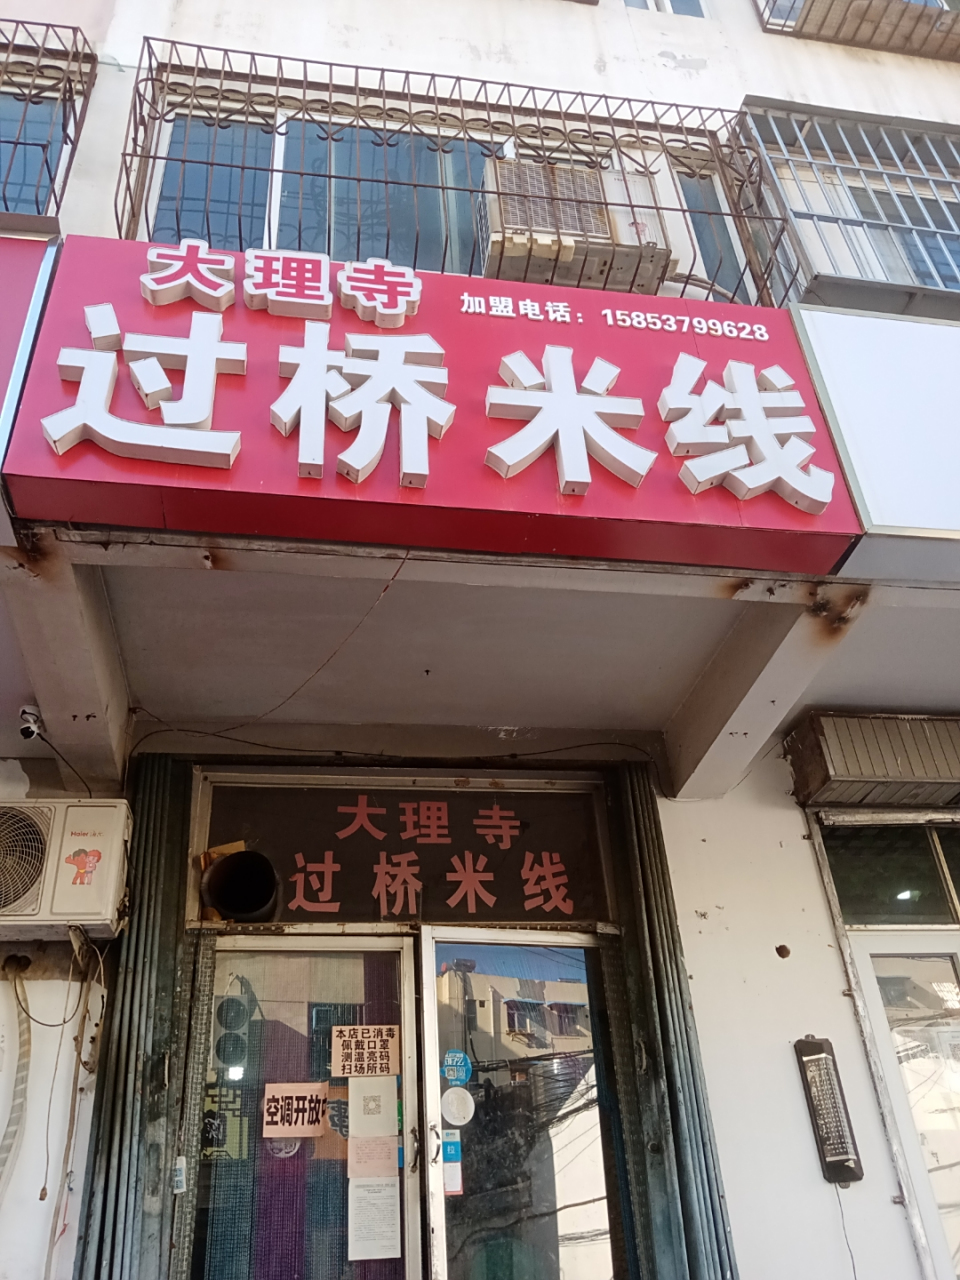 大理寺
加盟电话：15853799628
过桥米线
大理寺
过桥米线
Haier
本店已消毒
佩戴口罩
测温亮码
扫场所码
空调开放
拉